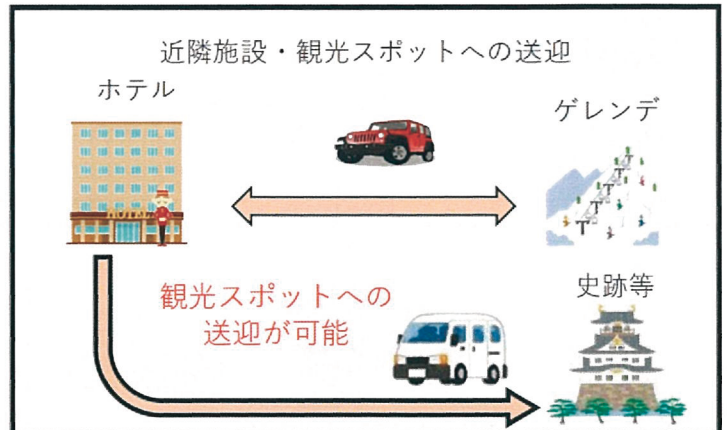 近隣施設・観光スポットへの送迎
ホテル
ゲレンデ
HOTEL
観光スポットへの
送迎が可能
史跡等